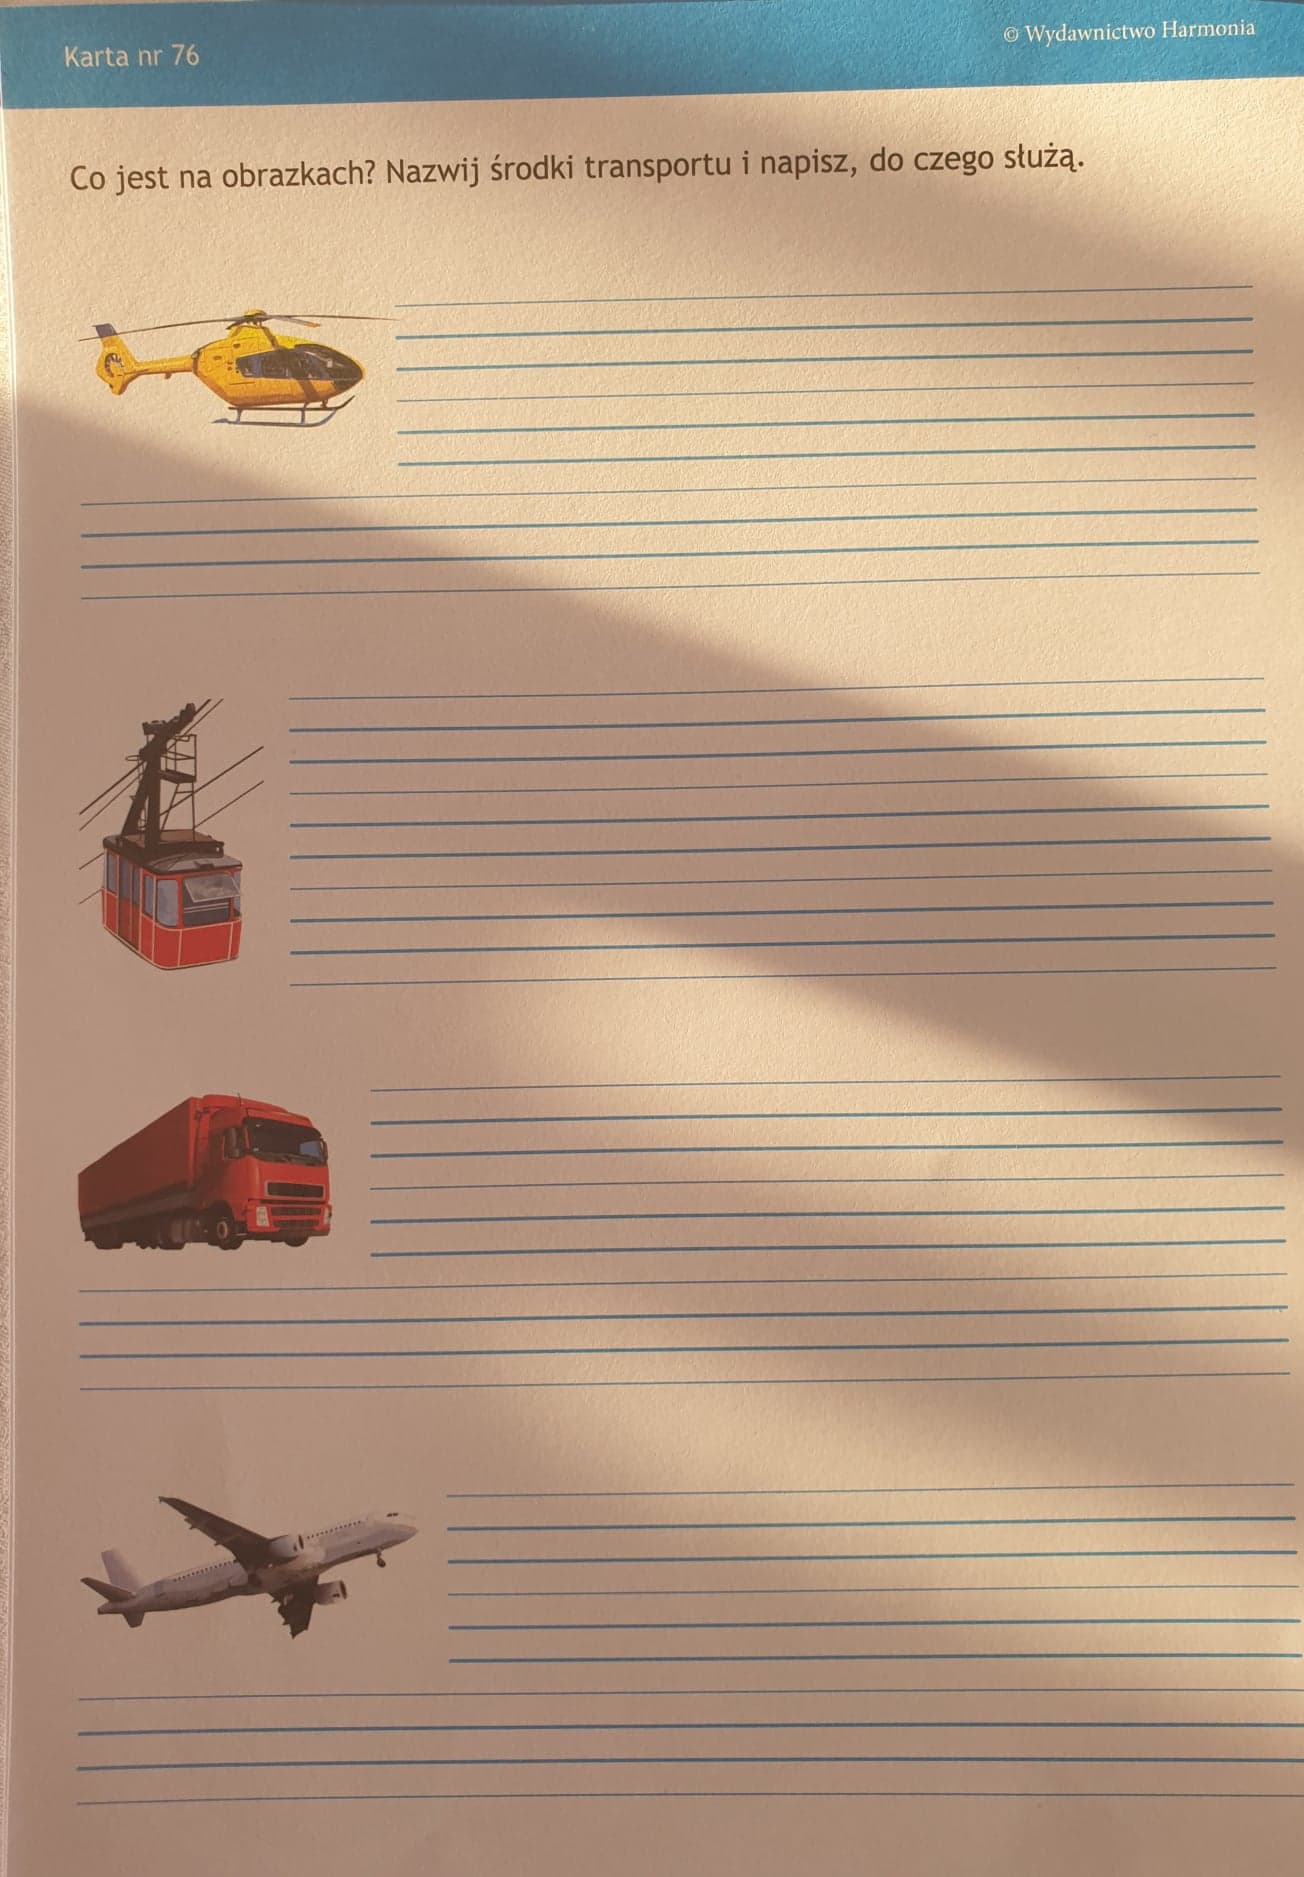 Karta nr 76
© Wydawnictwo Harmonia
Co jest na obrazkach? Nazwij środki transportu i napisz, do czego służą.